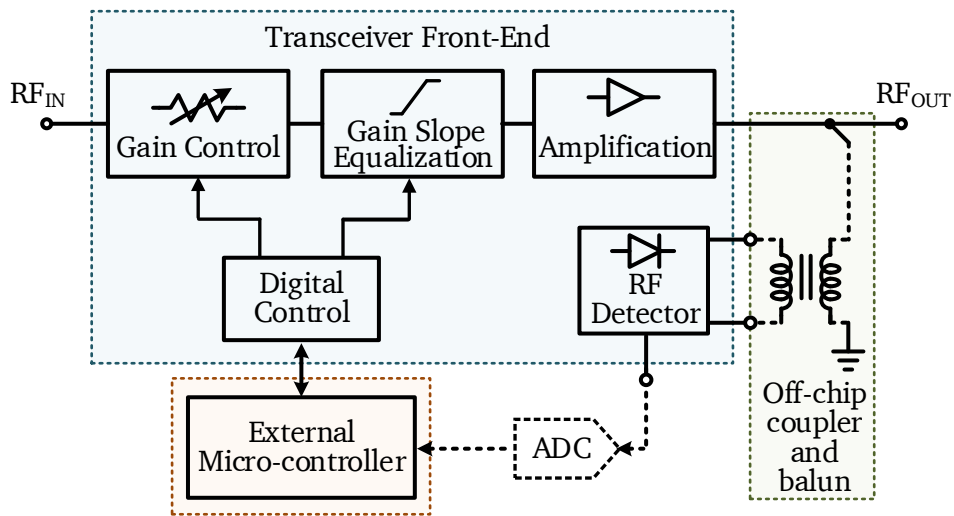 Transceiver Front-End
RF_IN
Gain Control
Gain Slope
Equalization
Amplification
RF_OUT
Digital
Control
RF
Detector
External
Micro-controller
ADC
Off-chip
coupler
and
balun